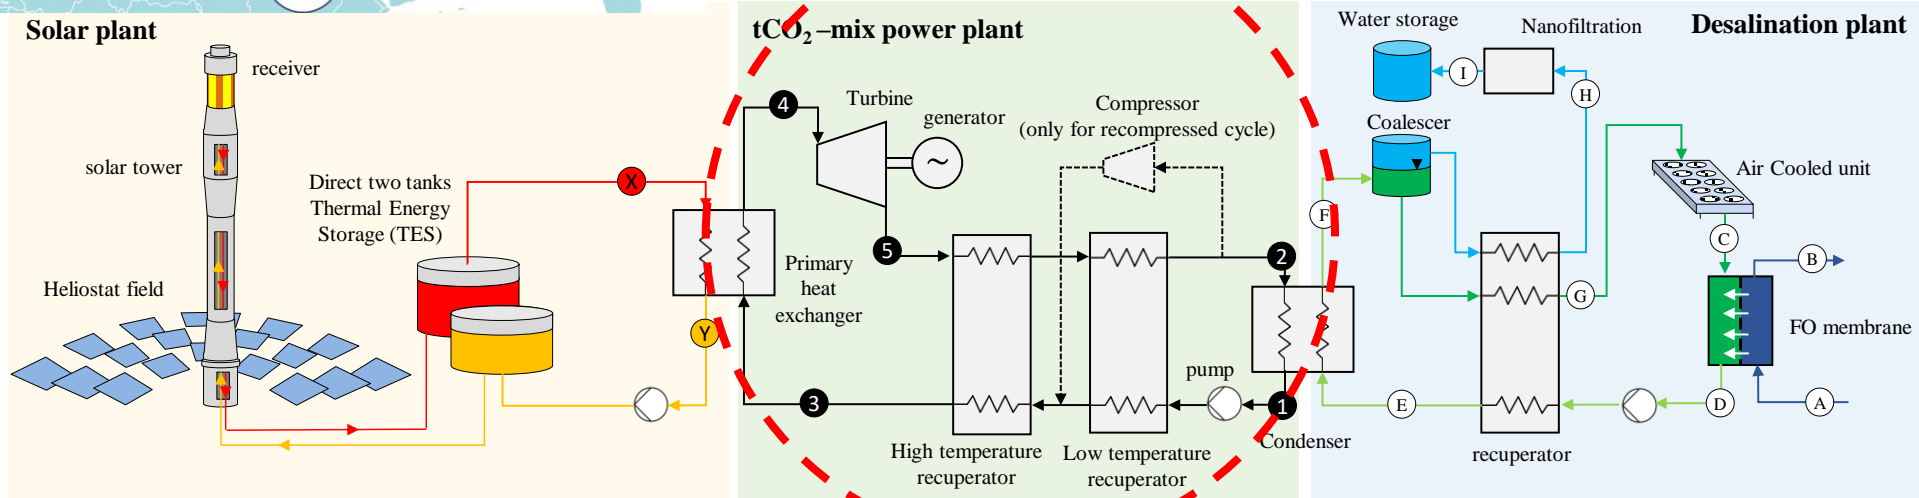 Solar plant
receiver
solar tower
Direct two tanks
Thermal Energy
Storage (TES)
Heliostat field
X
Y
tCO₂ –mix power plant
4
Turbine
generator
~
Compressor
(only for recompressed cycle)
5
2
Primary
heat
exchanger
3
pump
1
High temperature
recuperator
Low temperature
recuperator
Condenser
Desalination plant
Water storage
Nanofiltration
I
H
Coalescer
Air Cooled unit
F
C
B
G
FO membrane
E
D
A
recuperator